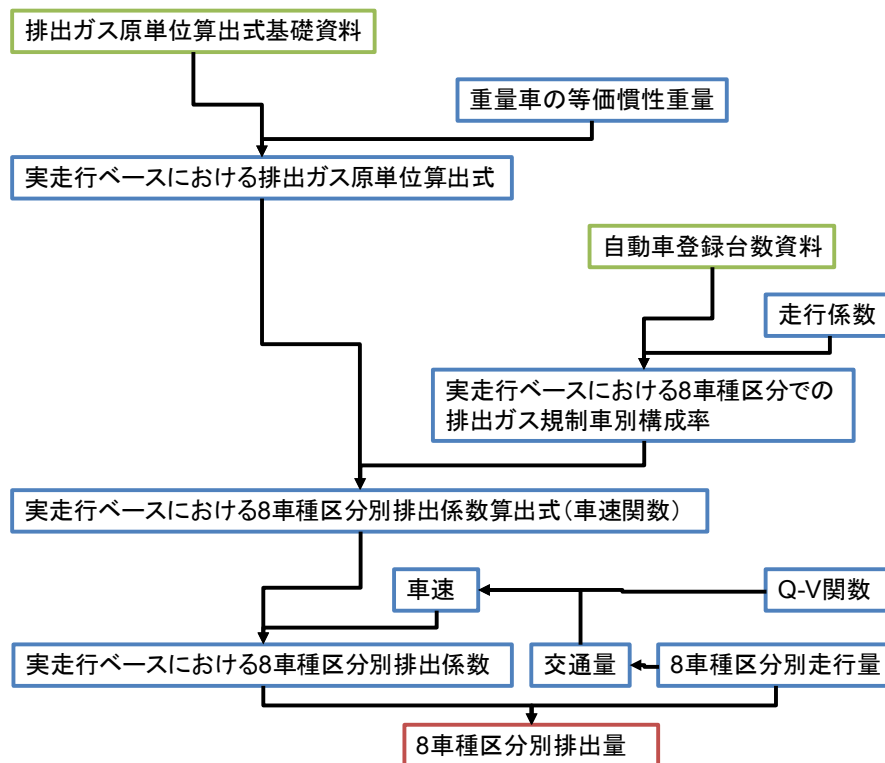 排出ガス原単位算出式基礎資料
重量車の等価慣性重量
実走行ベースにおける排出ガス原単位算出式
自動車登録台数資料
走行係数
実走行ベースにおける8車種区分での
排出ガス規制車別構成率
実走行ベースにおける8車種区分別排出係数算出式(車速関数)
車速
Q-V関数
実走行ベースにおける8車種区分別排出係数
交通量
8車種区分別走行量
8車種区分別排出量